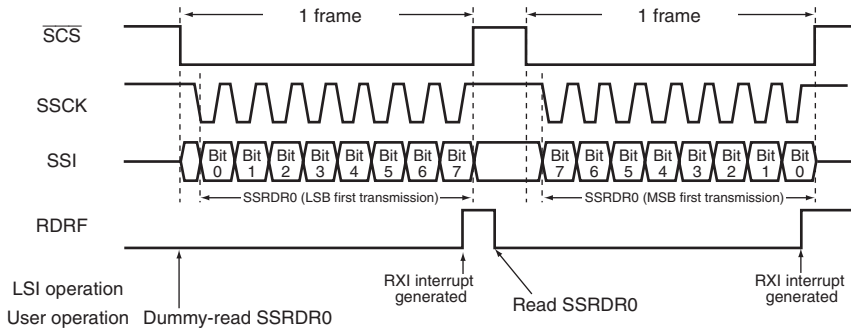 1 frame 1 frame
SCS
SSCK
SSI Bit 0 Bit 1 Bit 2 Bit 3 Bit 4 Bit 5 Bit 6 Bit 7 Bit 7 Bit 6 Bit 5 Bit 4 Bit 3 Bit 2 Bit 1 Bit 0
SSRDR0 (LSB first transmission) SSRDR0 (MSB first transmission)
RDRF
LSI operation RXI interrupt generated RXI interrupt generated
User operation Dummy-read SSRDR0 Read SSRDR0